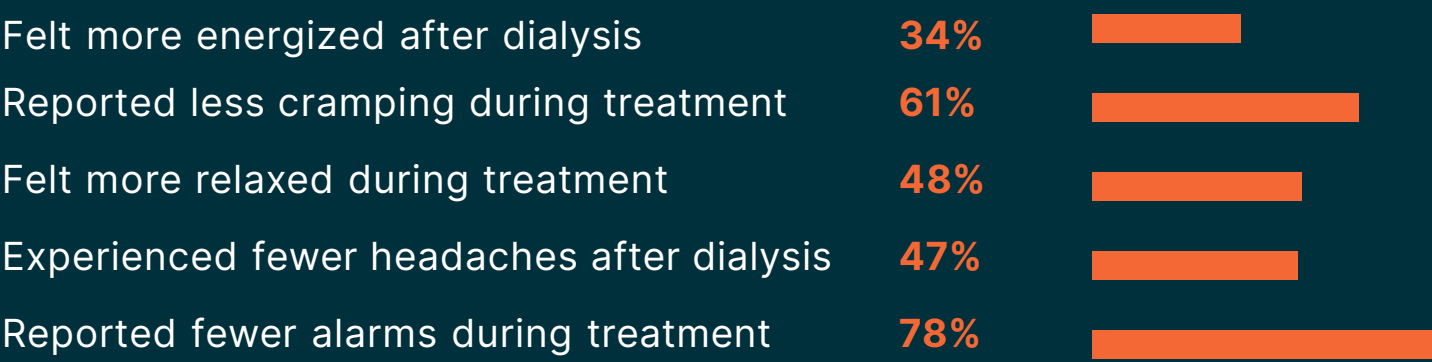 Felt more energized after dialysis 34%
Reported less cramping during treatment 61%
Felt more relaxed during treatment 48%
Experienced fewer headaches after dialysis 47%
Reported fewer alarms during treatment 78%